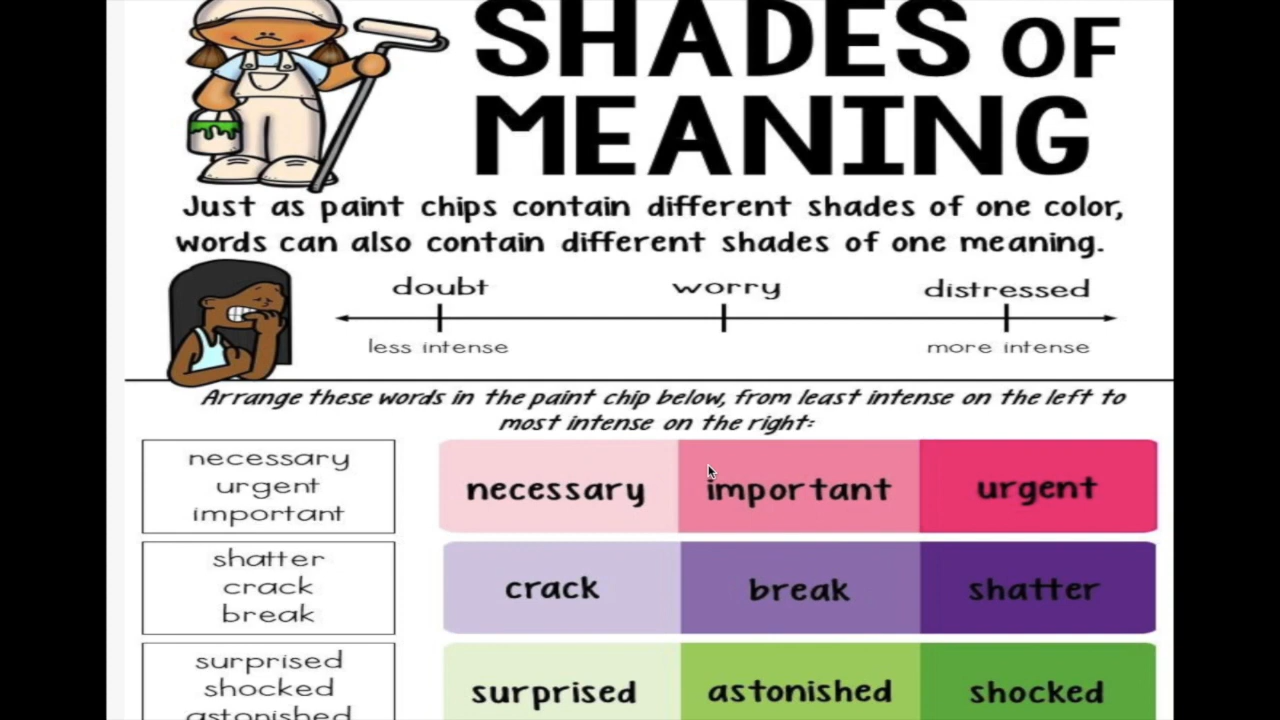 SHADES OF
MEANING
Just as paint chips contain different shades of one color,
words can also contain different shades of one meaning.
doubt worry distressed
less intense more intense
Arrange these words in the paint chip below, from least intense on the left to
most intense on the right:
necessary
urgent
important
necessary important urgent
shatter
crack
break
crack break shatter
surprised
shocked
astonished
surprised astonished shocked